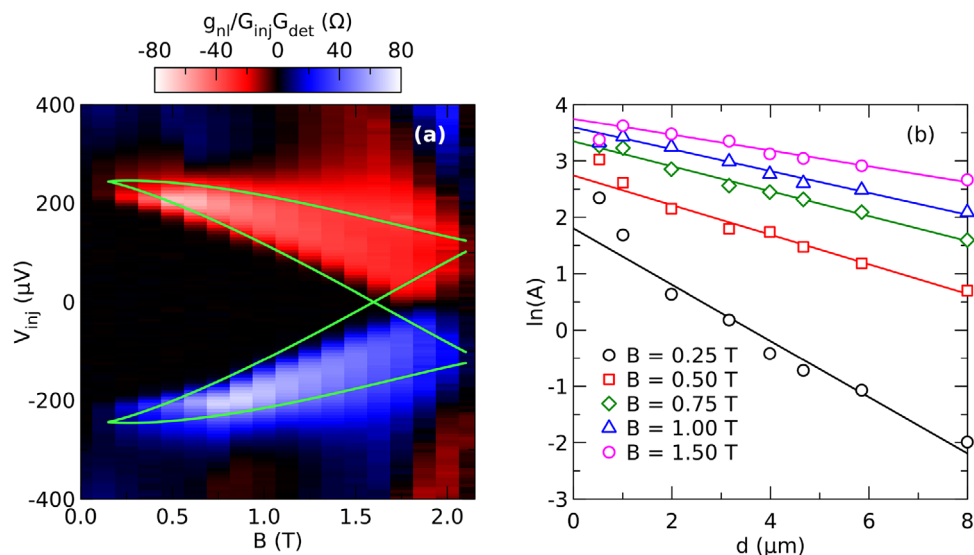 g_nl/G_injG_det (Ω)
-80 -40 0 40 80
(a)
V_inj (μV)
400
200
0
-200
-400
0.0 0.5 1.0 1.5 2.0
B (T)
(b)
ln(A)
4
3
2
1
0
-1
-2
-3
B = 0.25 T
B = 0.50 T
B = 0.75 T
B = 1.00 T
B = 1.50 T
0 2 4 6 8
d (μm)